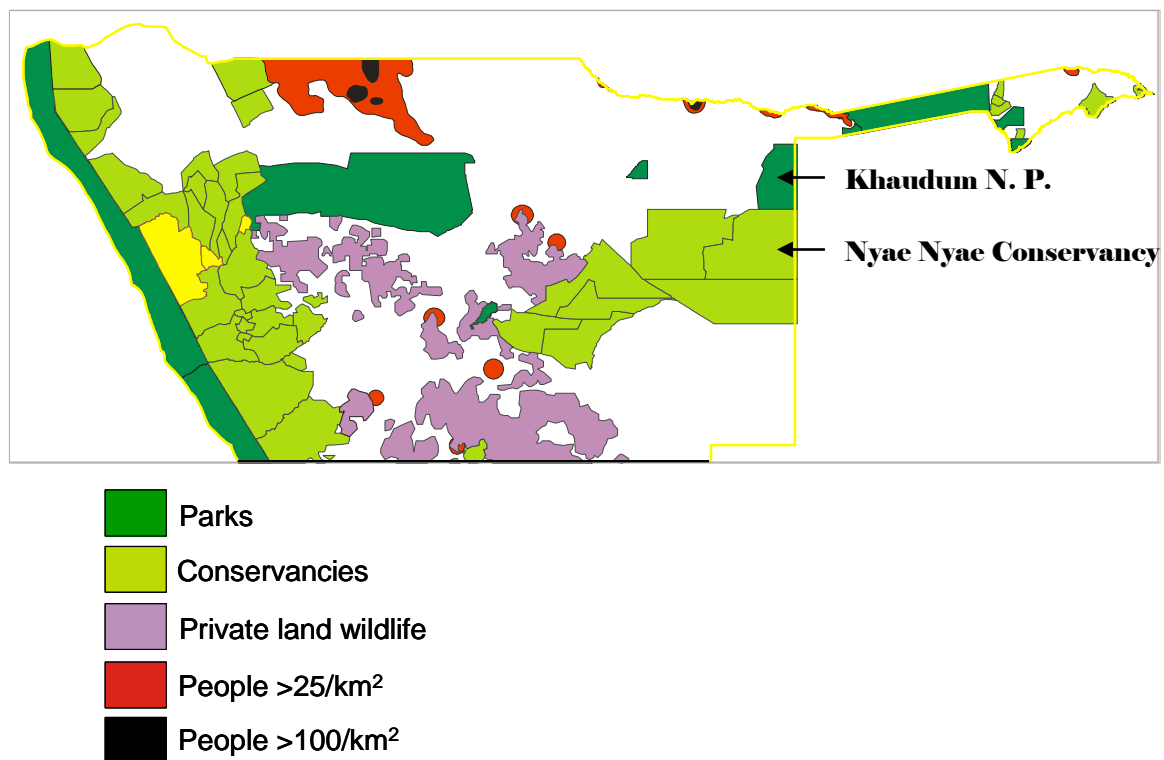 Khaudum N. P.
Nyae Nyae Conservancy
Parks
Conservancies
Private land wildlife
People >25/km²
People >100/km²